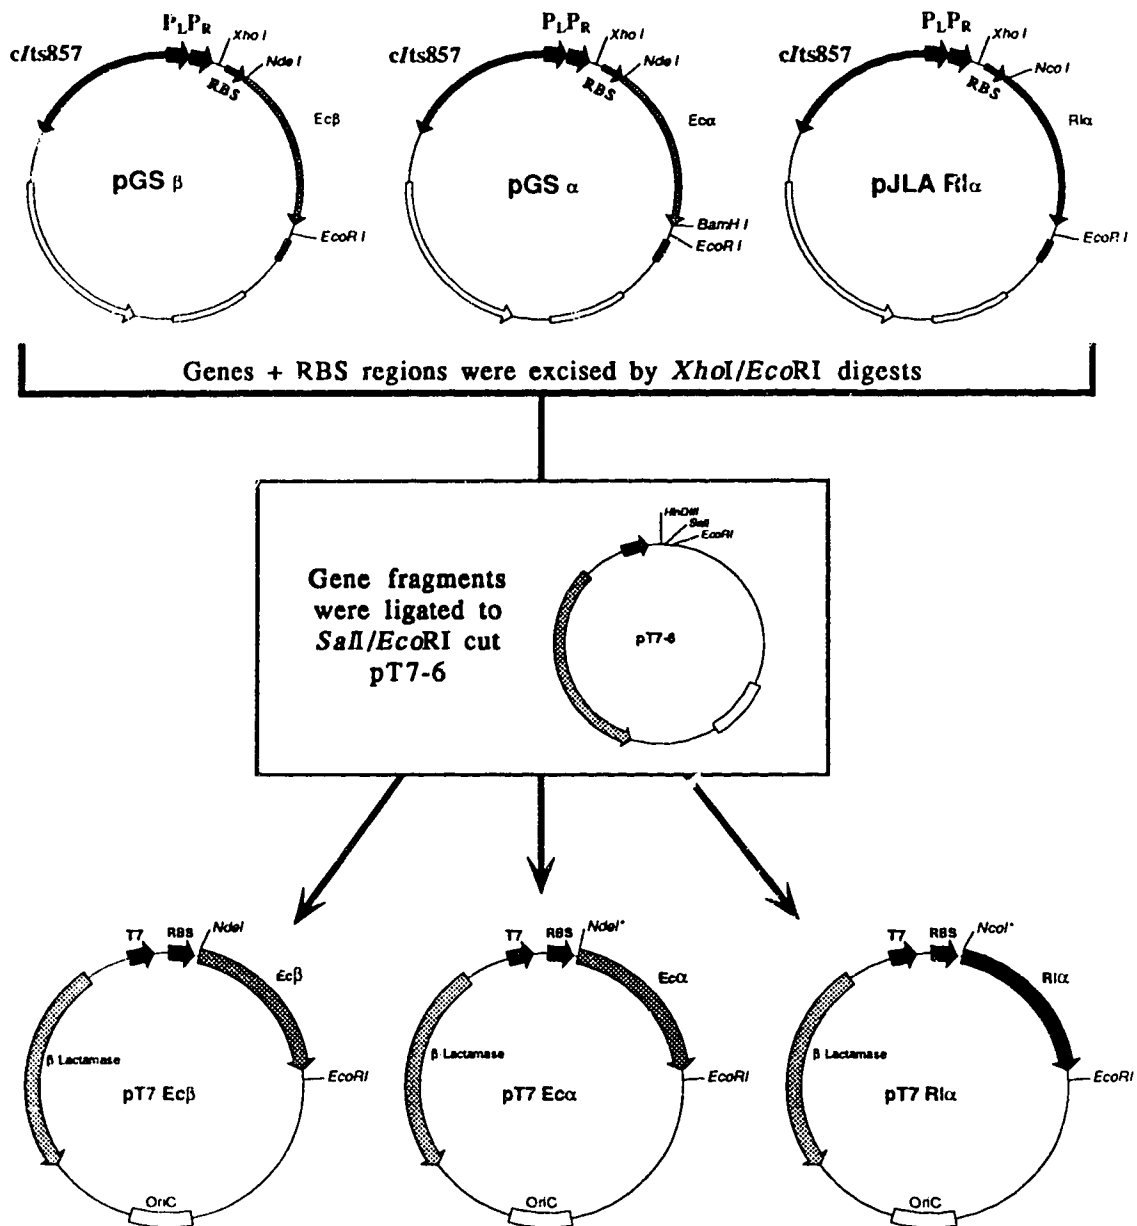 PLPR
XhoI
cIts857
NdeI
RBS
Ecβ
pGS β
EcoRI
PLPR
XhoI
cIts857
NdeI
RBS
Ecα
pGS α
BamHI
EcoRI
PLPR
XhoI
cIts857
NcoI
RBS
RIα
pJLA RIα
EcoRI
Genes + RBS regions were excised by XhoI/EcoRI digests
HinDIII
SalI
EcoRI
Gene fragments
were ligated to
SalI/EcoRI cut
pT7-6
pT7-6
T7
RBS
NdeI
Ecβ
β Lactamase
EcoRI
pT7 Ecβ
OriC
T7
RBS
NdeI*
Ecα
β Lactamase
EcoRI
pT7 Ecα
OriC
T7
RBS
NcoI*
RIα
β Lactamase
EcoRI
pT7 RIα
OriC